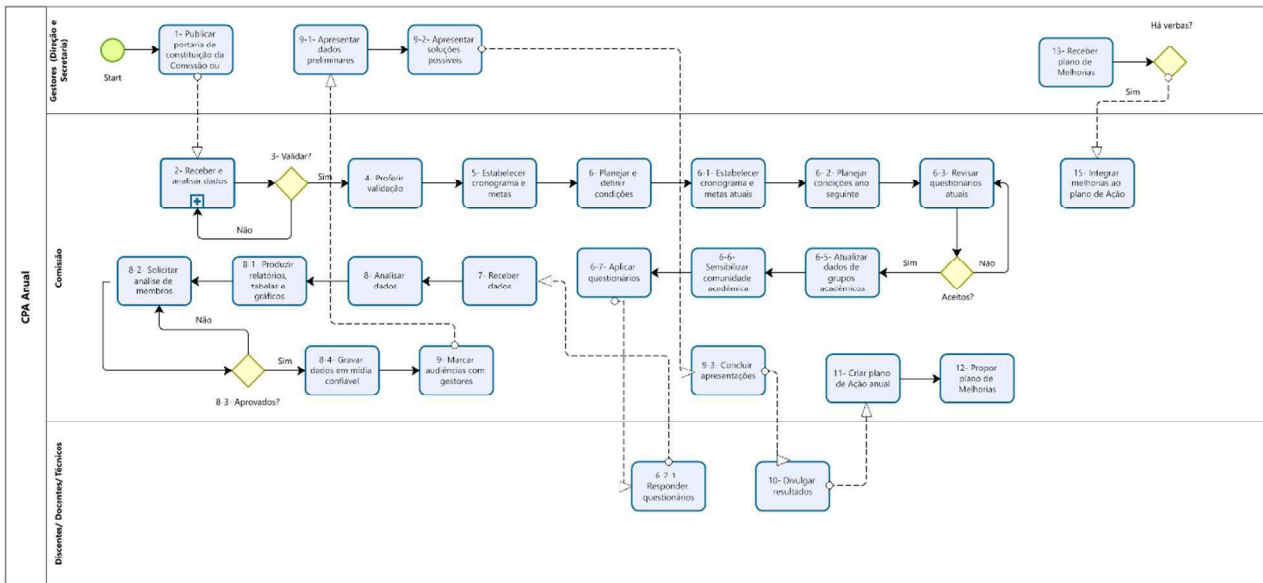 CPA Anual
Gestores (Direção e
Secretaria)
Start
1- Publicar
portaria de
constituição da
Comissão ou
9-1- Apresentar
dados
preliminares
9-2- Apresentar
soluções
possíveis
13- Receber
plano de
Melhorias
Há verbas?
Sim
Comissão
2- Receber e
analisar dados
3- Validar?
Sim
Não
4- Proferir
validação
5- Estabelecer
cronograma e
metas
6- Planejar e
definir
condições
6-1- Estabelecer
cronograma e
metas atuais
6- 2- Planejar
condições ano
seguinte
6-3- Revisar
questionários
atuais
15- Integrar
melhorias ao
plano de Ação
8-2- Solicitar
análise de
membros
8-1- Produzir
relatórios,
tabelas e
gráficos
8- Analisar
dados
7- Receber
dados
6-7- Aplicar
questionários
6-6-
Sensibilizar
comunidade
acadêmica
6-5- Atualizar
dados de
grupos
acadêmicos
Sim
Não
Aceitos?
Não
Sim
8-3- Aprovados?
8-4- Gravar
dados em mídia
confiável
9- Marcar
audiências com
gestores
9-3- Concluir
apresentações
11- Criar plano
de Ação anual
12- Propor
plano de
Melhorias
Discentes/ Docentes/ Técnicos
6-7-1-
Responder
questionários
10- Divulgar
resultados